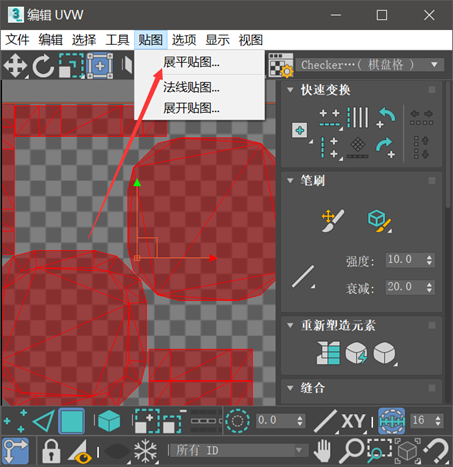 3 编辑 UVW
文件 编辑 选择 工具 贴图 选项 显示 视图
展平贴图...
法线贴图...
展开贴图...
Checker···( 棋盘格 )
快速变换
笔刷
强度: 10.0
衰减: 20.0
重新塑造元素
缝合
0.0 XY 16
所有 ID